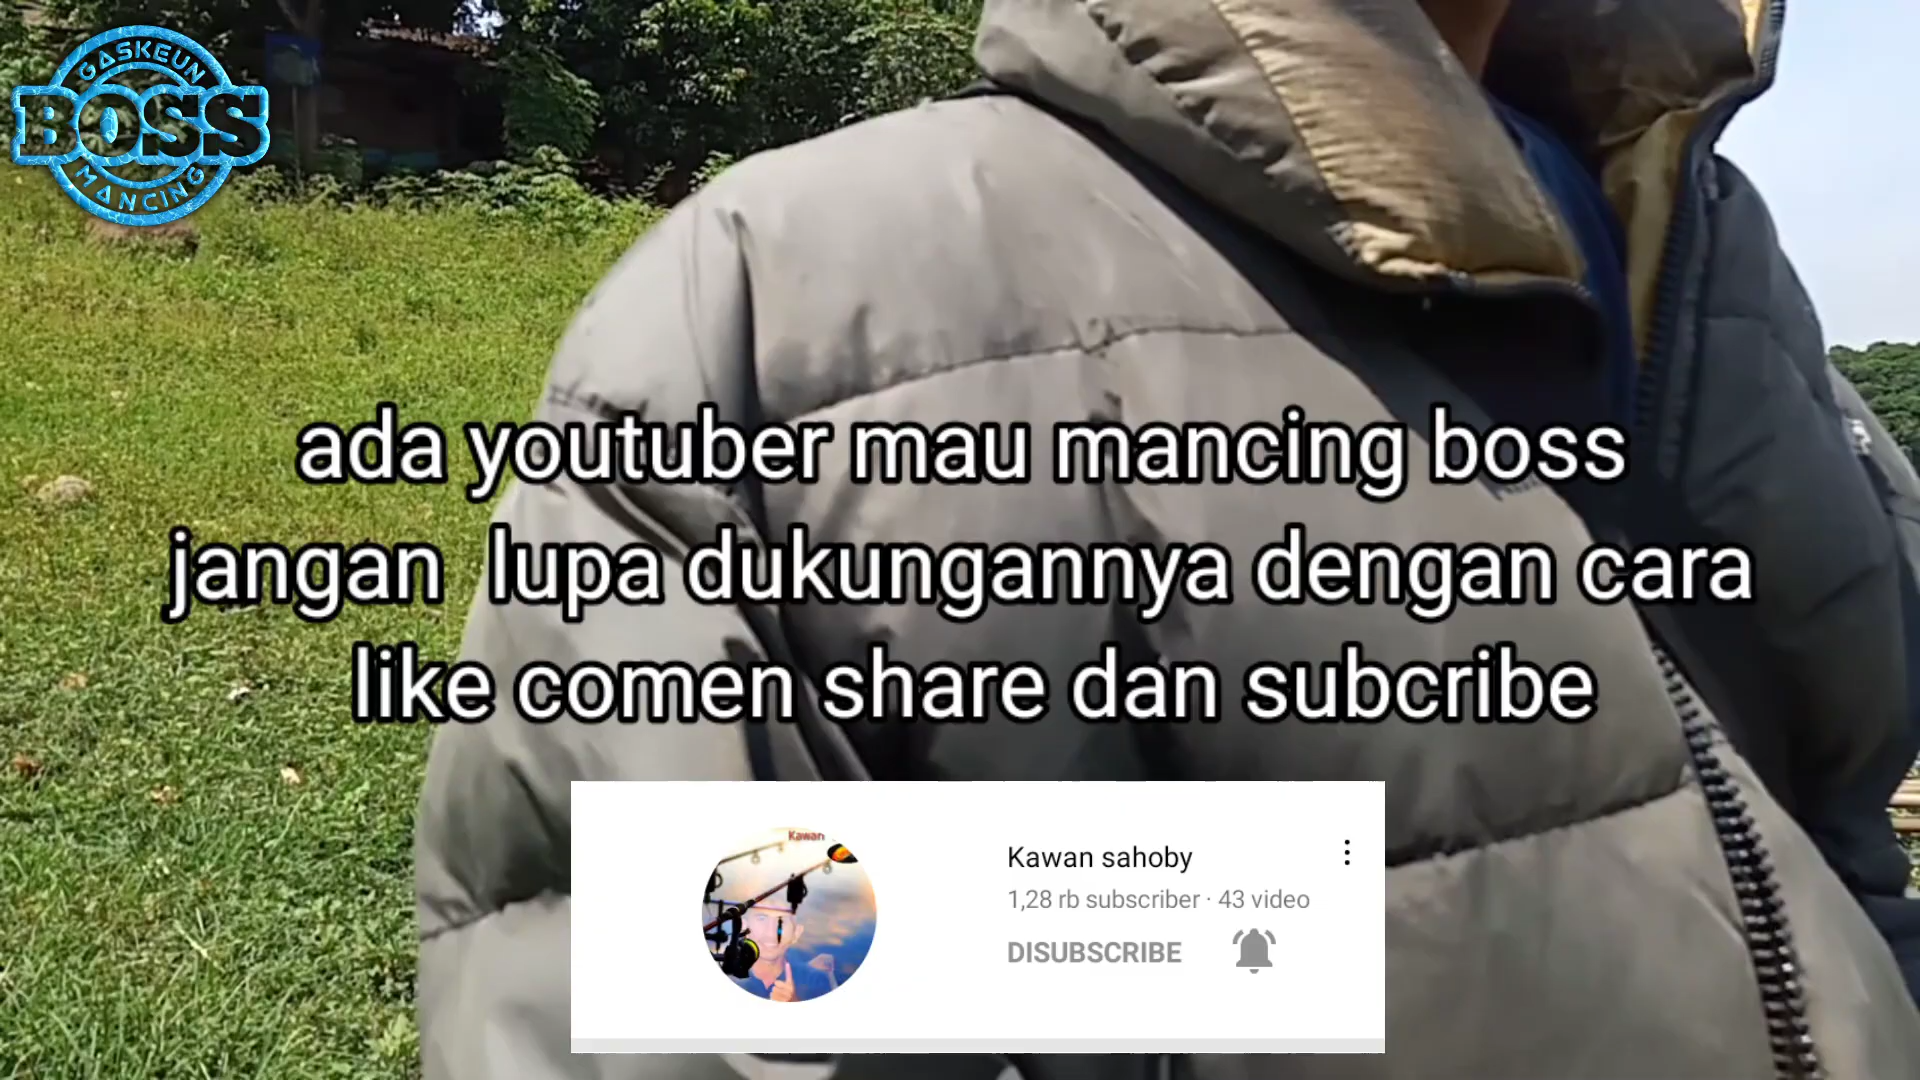 GASKEUN
BOSS
MANCING
ada youtuber mau mancing boss
jangan lupa dukungannya dengan cara
like comen share dan subcribe
Kawan
Kawan sahoby
1,28 rb subscriber · 43 video
DISUBSCRIBE